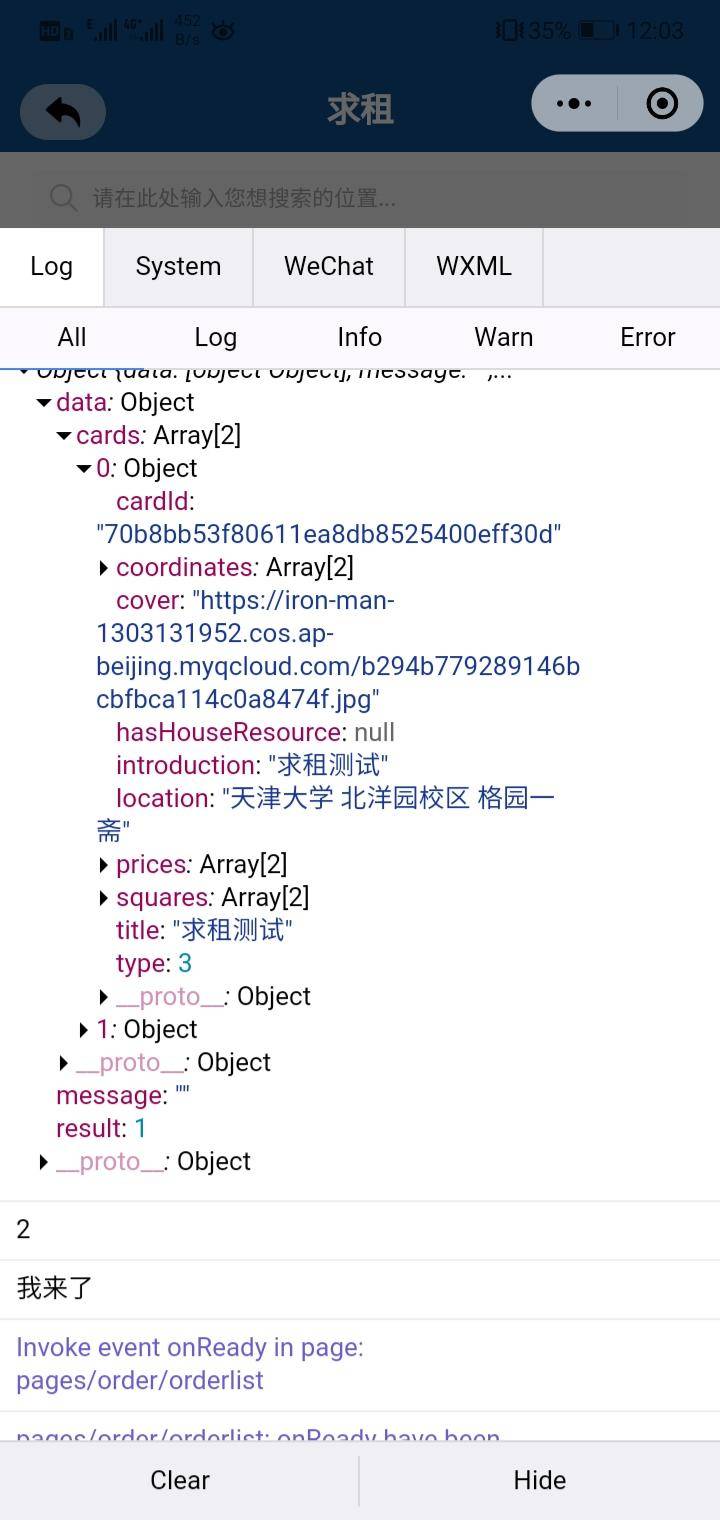 HD 2 E 4G+ 452 B/s 35% 12:03
求租
请在此处输入您想搜索的位置...
Log System WeChat WXML
All Log Info Warn Error
Object {data: [object Object], message: "",...
data: Object
cards: Array[2]
0: Object
cardId:
"70b8bb53f80611ea8db8525400eff30d"
coordinates: Array[2]
cover: "https://iron-man-
1303131952.cos.ap-
beijing.myqcloud.com/b294b779289146b
cbfbca114c0a8474f.jpg"
hasHouseResource: null
introduction: "求租测试"
location: "天津大学 北洋园校区 格园一
斋"
prices: Array[2]
squares: Array[2]
title: "求租测试"
type: 3
__proto__: Object
1: Object
__proto__: Object
message: ""
result: 1
__proto__: Object
2
我来了
Invoke event onReady in page:
pages/order/orderlist
pages/order/orderlist: onReady have been
Clear Hide